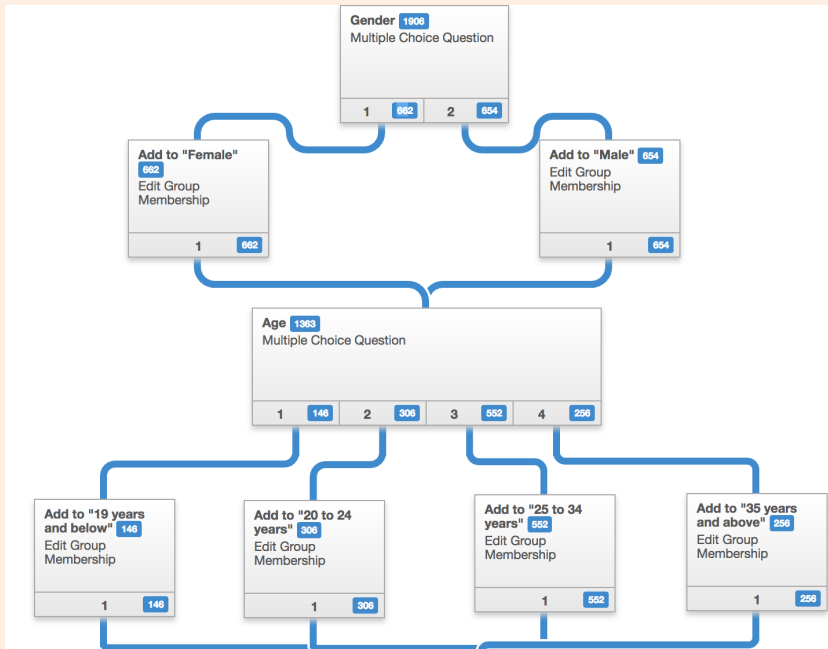 Gender 1906
Multiple Choice Question
1 662 2 654
Add to "Female"
662
Edit Group
Membership
1 662
Add to "Male" 654
Edit Group
Membership
1 654
Age 1363
Multiple Choice Question
1 146 2 306 3 552 4 256
Add to "19 years
and below" 146
Edit Group
Membership
1 146
Add to "20 to 24
years" 306
Edit Group
Membership
1 306
Add to "25 to 34
years" 552
Edit Group
Membership
1 552
Add to "35 years
and above" 256
Edit Group
Membership
1 256